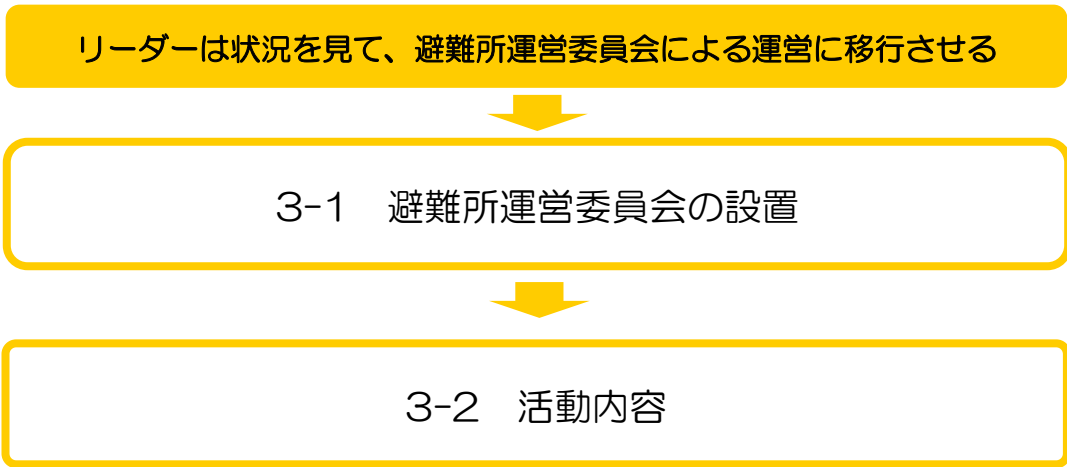 リーダーは状況を見て、避難所運営委員会による運営に移行させる
3-1　避難所運営委員会の設置
3-2　活動内容